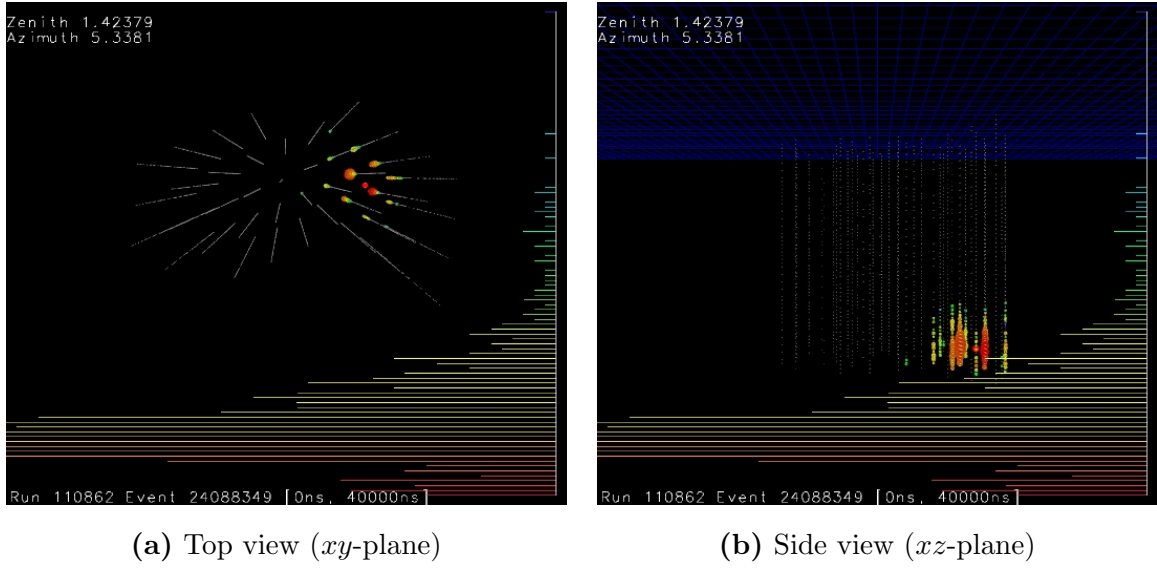 Zenith 1.42379
Azimuth 5.3381
Run 110862 Event 24088349 [0ns, 40000ns]
(a) Top view (xy-plane)
Zenith 1.42379
Azimuth 5.3381
Run 110862 Event 24088349 [0ns, 40000ns]
(b) Side view (xz-plane)